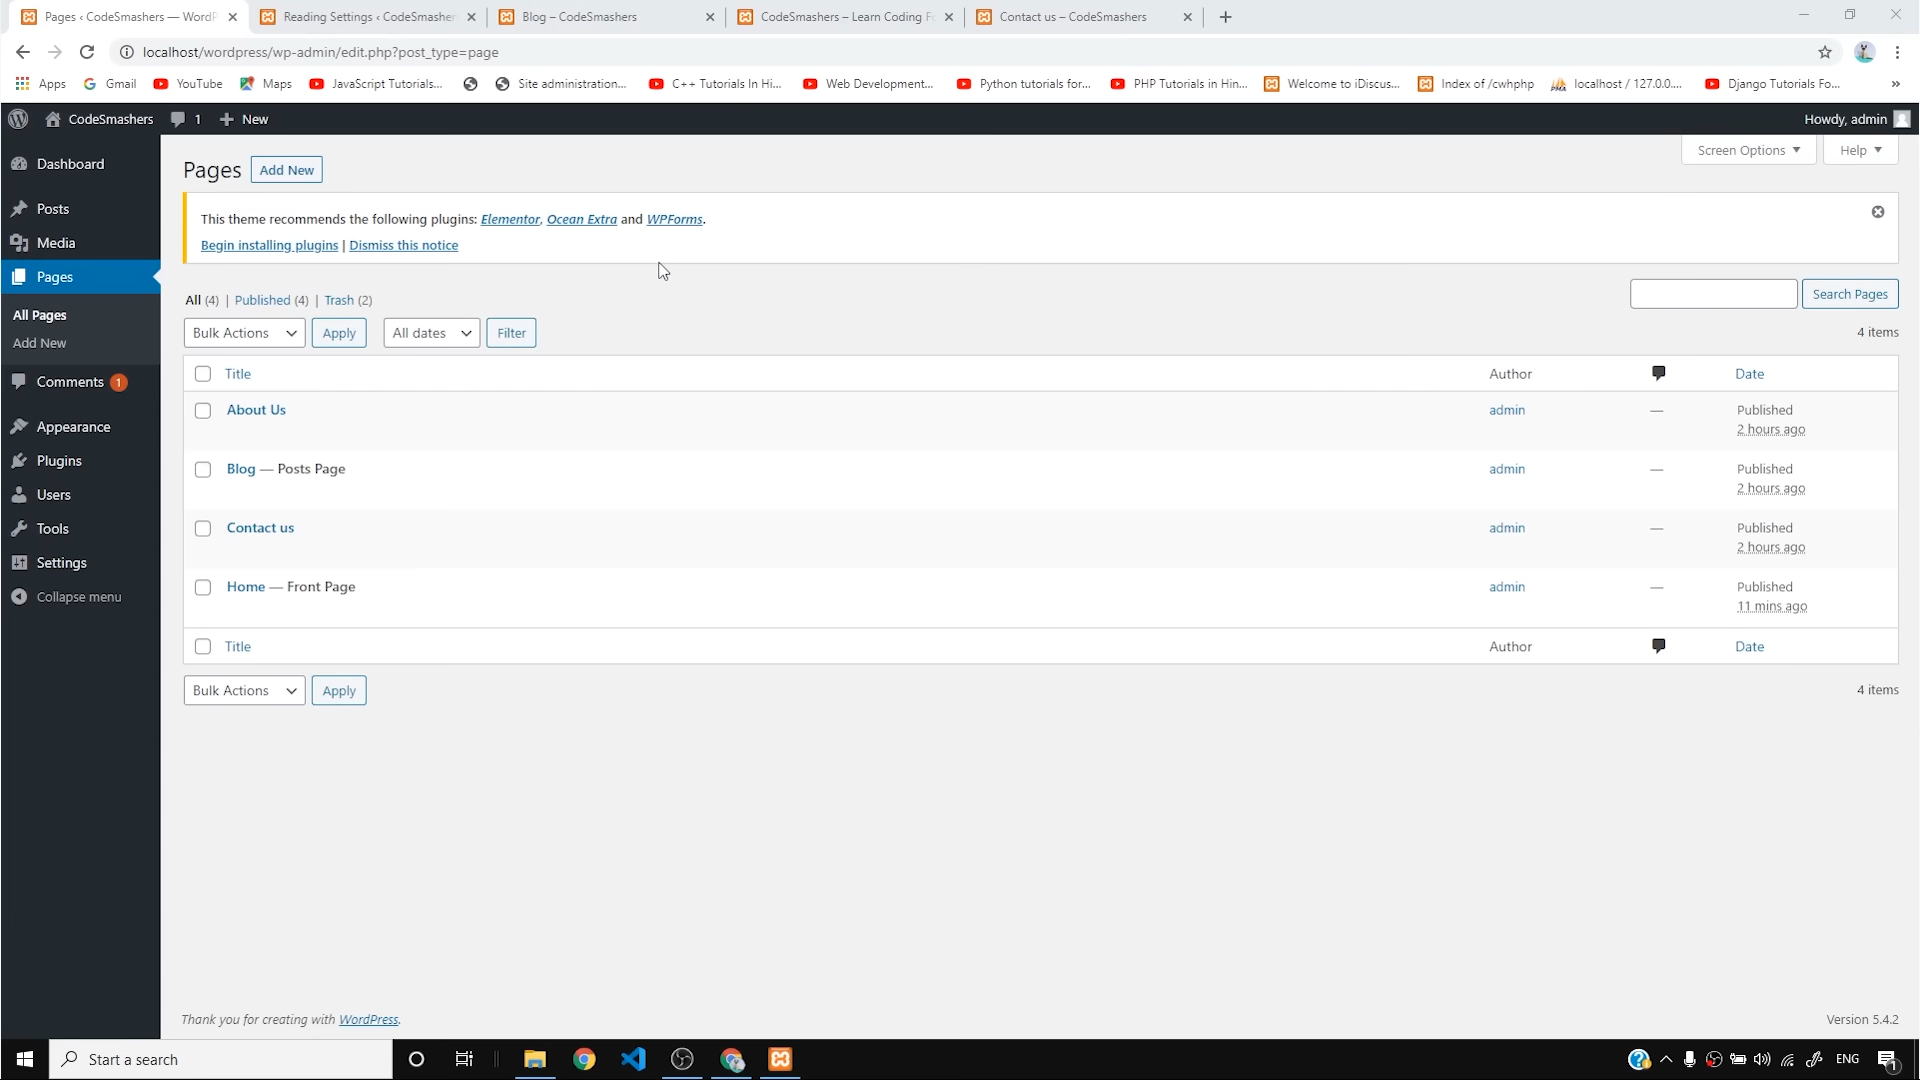 Pages ‹ CodeSmashers — WordP
Reading Settings ‹ CodeSmasher
Blog – CodeSmashers
CodeSmashers – Learn Coding Fo
Contact us – CodeSmashers
localhost/wordpress/wp-admin/edit.php?post_type=page
Apps
Gmail
YouTube
Maps
JavaScript Tutorials...
Site administration...
C++ Tutorials In Hi...
Web Development...
Python tutorials for...
PHP Tutorials in Hin...
Welcome to iDiscus...
Index of /cwhphp
localhost / 127.0.0....
Django Tutorials Fo...
»
CodeSmashers
1
New
Howdy, admin
Dashboard
Posts
Media
Pages
All Pages
Add New
Comments 1
Appearance
Plugins
Users
Tools
Settings
Collapse menu
Screen Options
Help
Pages
Add New
This theme recommends the following plugins: Elementor, Ocean Extra and WPForms.
Begin installing plugins | Dismiss this notice
All (4) | Published (4) | Trash (2)
Search Pages
Bulk Actions
Apply
All dates
Filter
4 items
Title
Author
Date
About Us
admin
—
Published
2 hours ago
Blog — Posts Page
admin
—
Published
2 hours ago
Contact us
admin
—
Published
2 hours ago
Home — Front Page
admin
—
Published
11 mins ago
Title
Author
Date
Bulk Actions
Apply
4 items
Thank you for creating with WordPress.
Version 5.4.2
Start a search
ENG
1